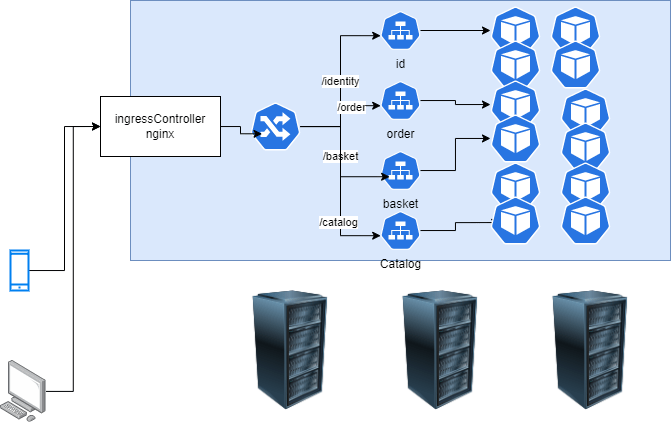 id
/identity
/order
ingressController
nginx
order
/basket
basket
/catalog
Catalog